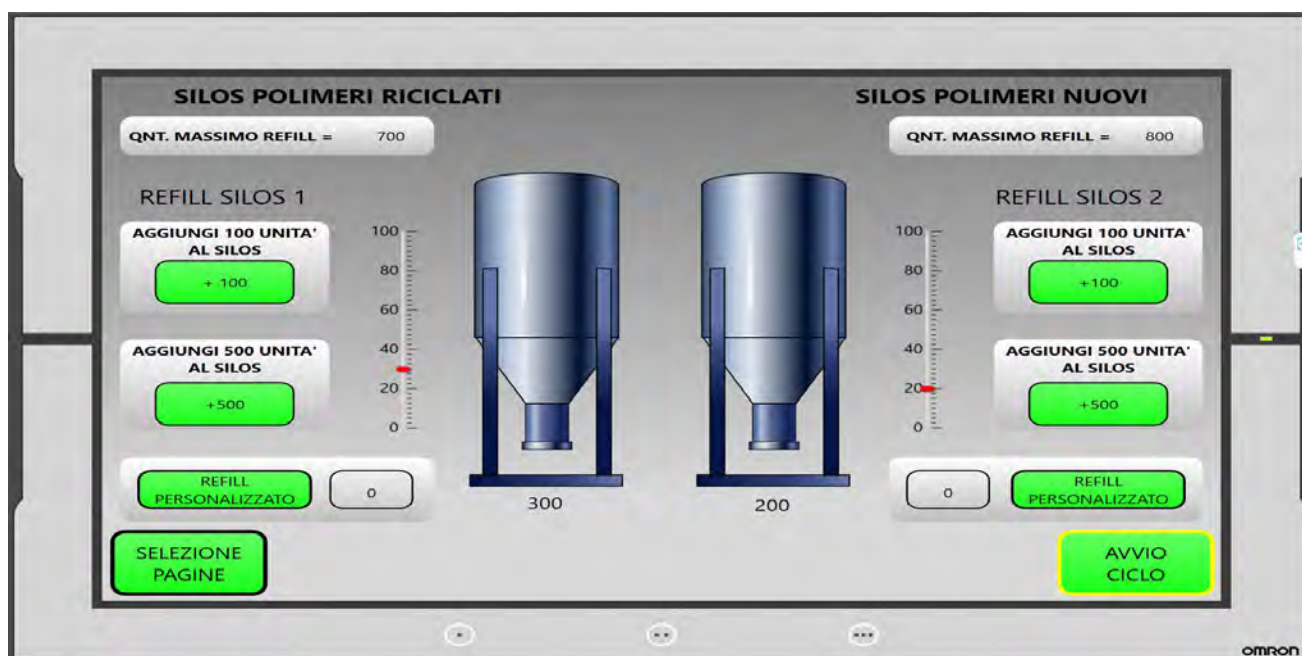 SILOS POLIMERI RICICLATI
SILOS POLIMERI NUOVI
QNT. MASSIMO REFILL = 700
QNT. MASSIMO REFILL = 800
REFILL SILOS 1
AGGIUNGI 100 UNITA'
AL SILOS
+ 100
AGGIUNGI 500 UNITA'
AL SILOS
+500
REFILL
PERSONALIZZATO
0
100
80
60
40
20
0
300
200
100
80
60
40
20
0
REFILL SILOS 2
AGGIUNGI 100 UNITA'
AL SILOS
+100
AGGIUNGI 500 UNITA'
AL SILOS
+500
0
REFILL
PERSONALIZZATO
SELEZIONE
PAGINE
AVVIO
CICLO
OMRON